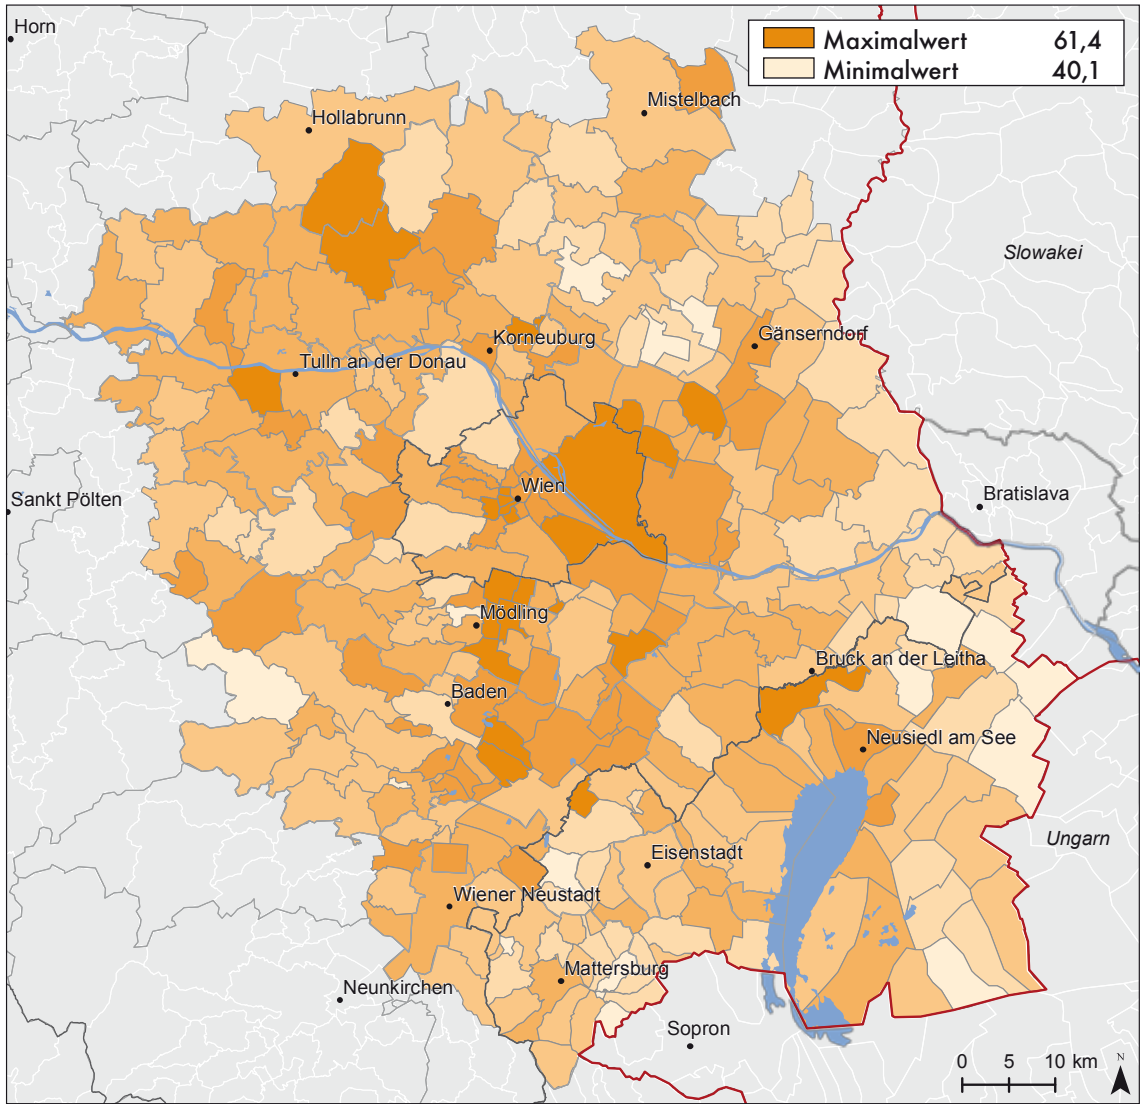 Horn
Maximalwert 61,4
Minimalwert 40,1
Mistelbach
Hollabrunn
Slowakei
Gänserndorf
Korneuburg
Tulln an der Donau
Wien
Bratislava
Sankt Pölten
Mödling
Bruck an der Leitha
Baden
Neusiedl am See
Ungarn
Eisenstadt
Wiener Neustadt
Mattersburg
Neunkirchen
Sopron
0 5 10 km
N